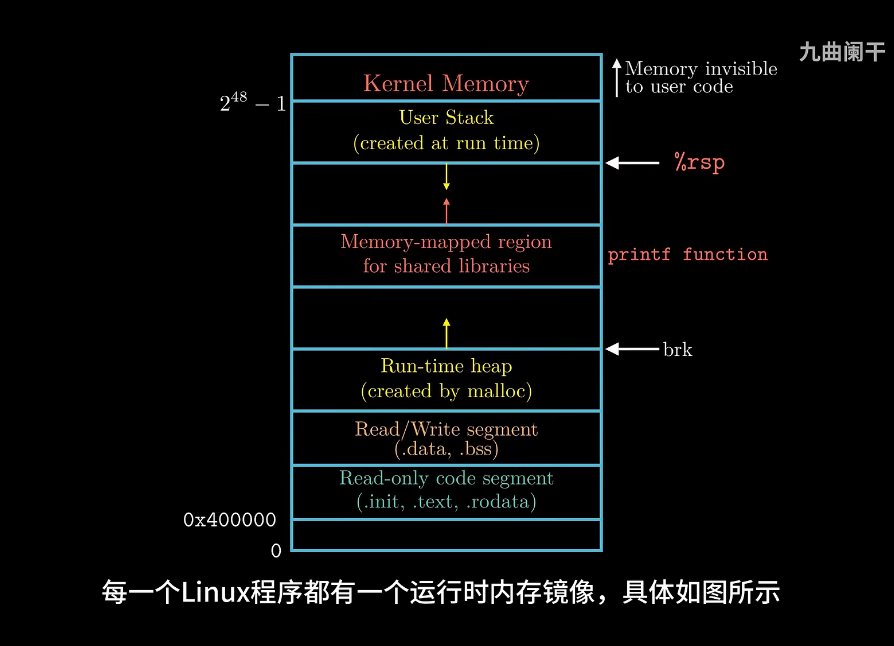 九曲阑干
Memory invisible
to user code
Kernel Memory
2^48 − 1
User Stack
(created at run time)
%rsp
Memory-mapped region
for shared libraries
printf function
brk
Run-time heap
(created by malloc)
Read/Write segment
(.data, .bss)
Read-only code segment
(.init, .text, .rodata)
0x400000
0
每一个Linux程序都有一个运行时内存镜像，具体如图所示